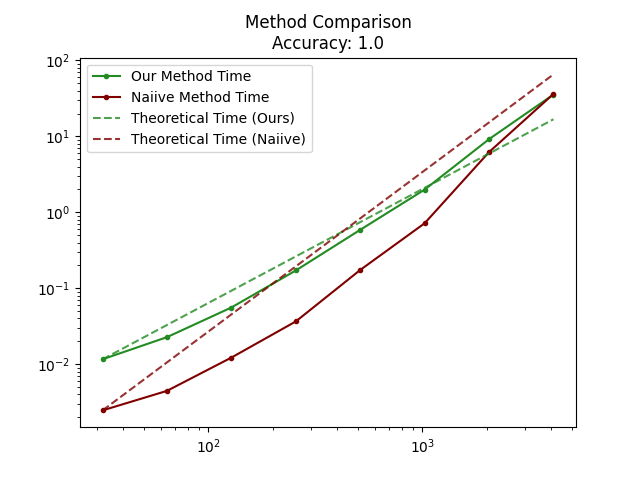 Method Comparison
Accuracy: 1.0
10²
Our Method Time
Naiive Method Time
Theoretical Time (Ours)
Theoretical Time (Naiive)
10¹
10⁰
10⁻¹
10⁻²
10²
10³